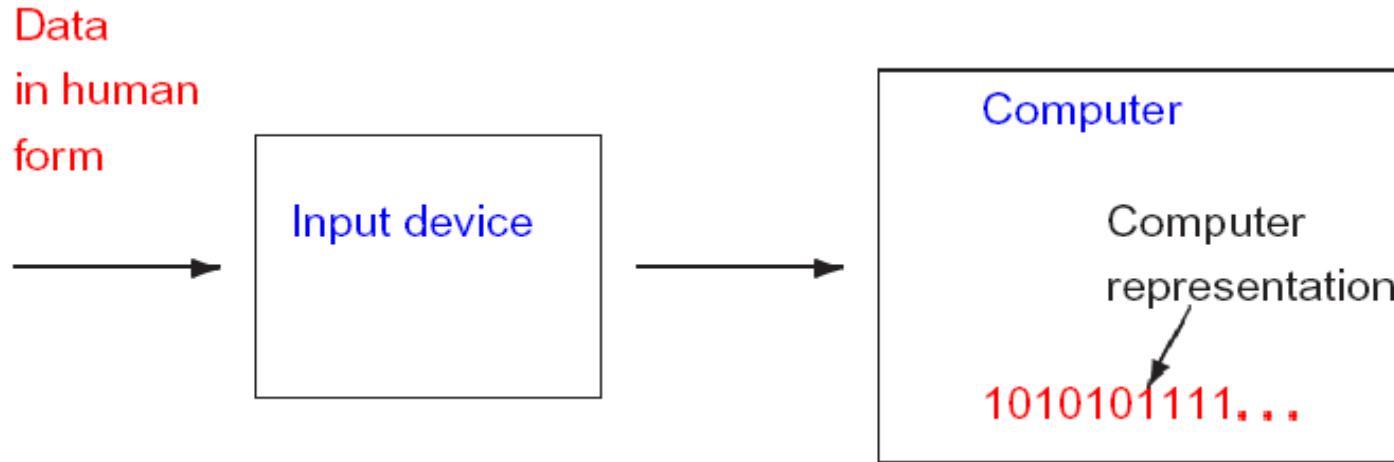 Data
in human
form
Input device
Computer
Computer
representation
1010101111...